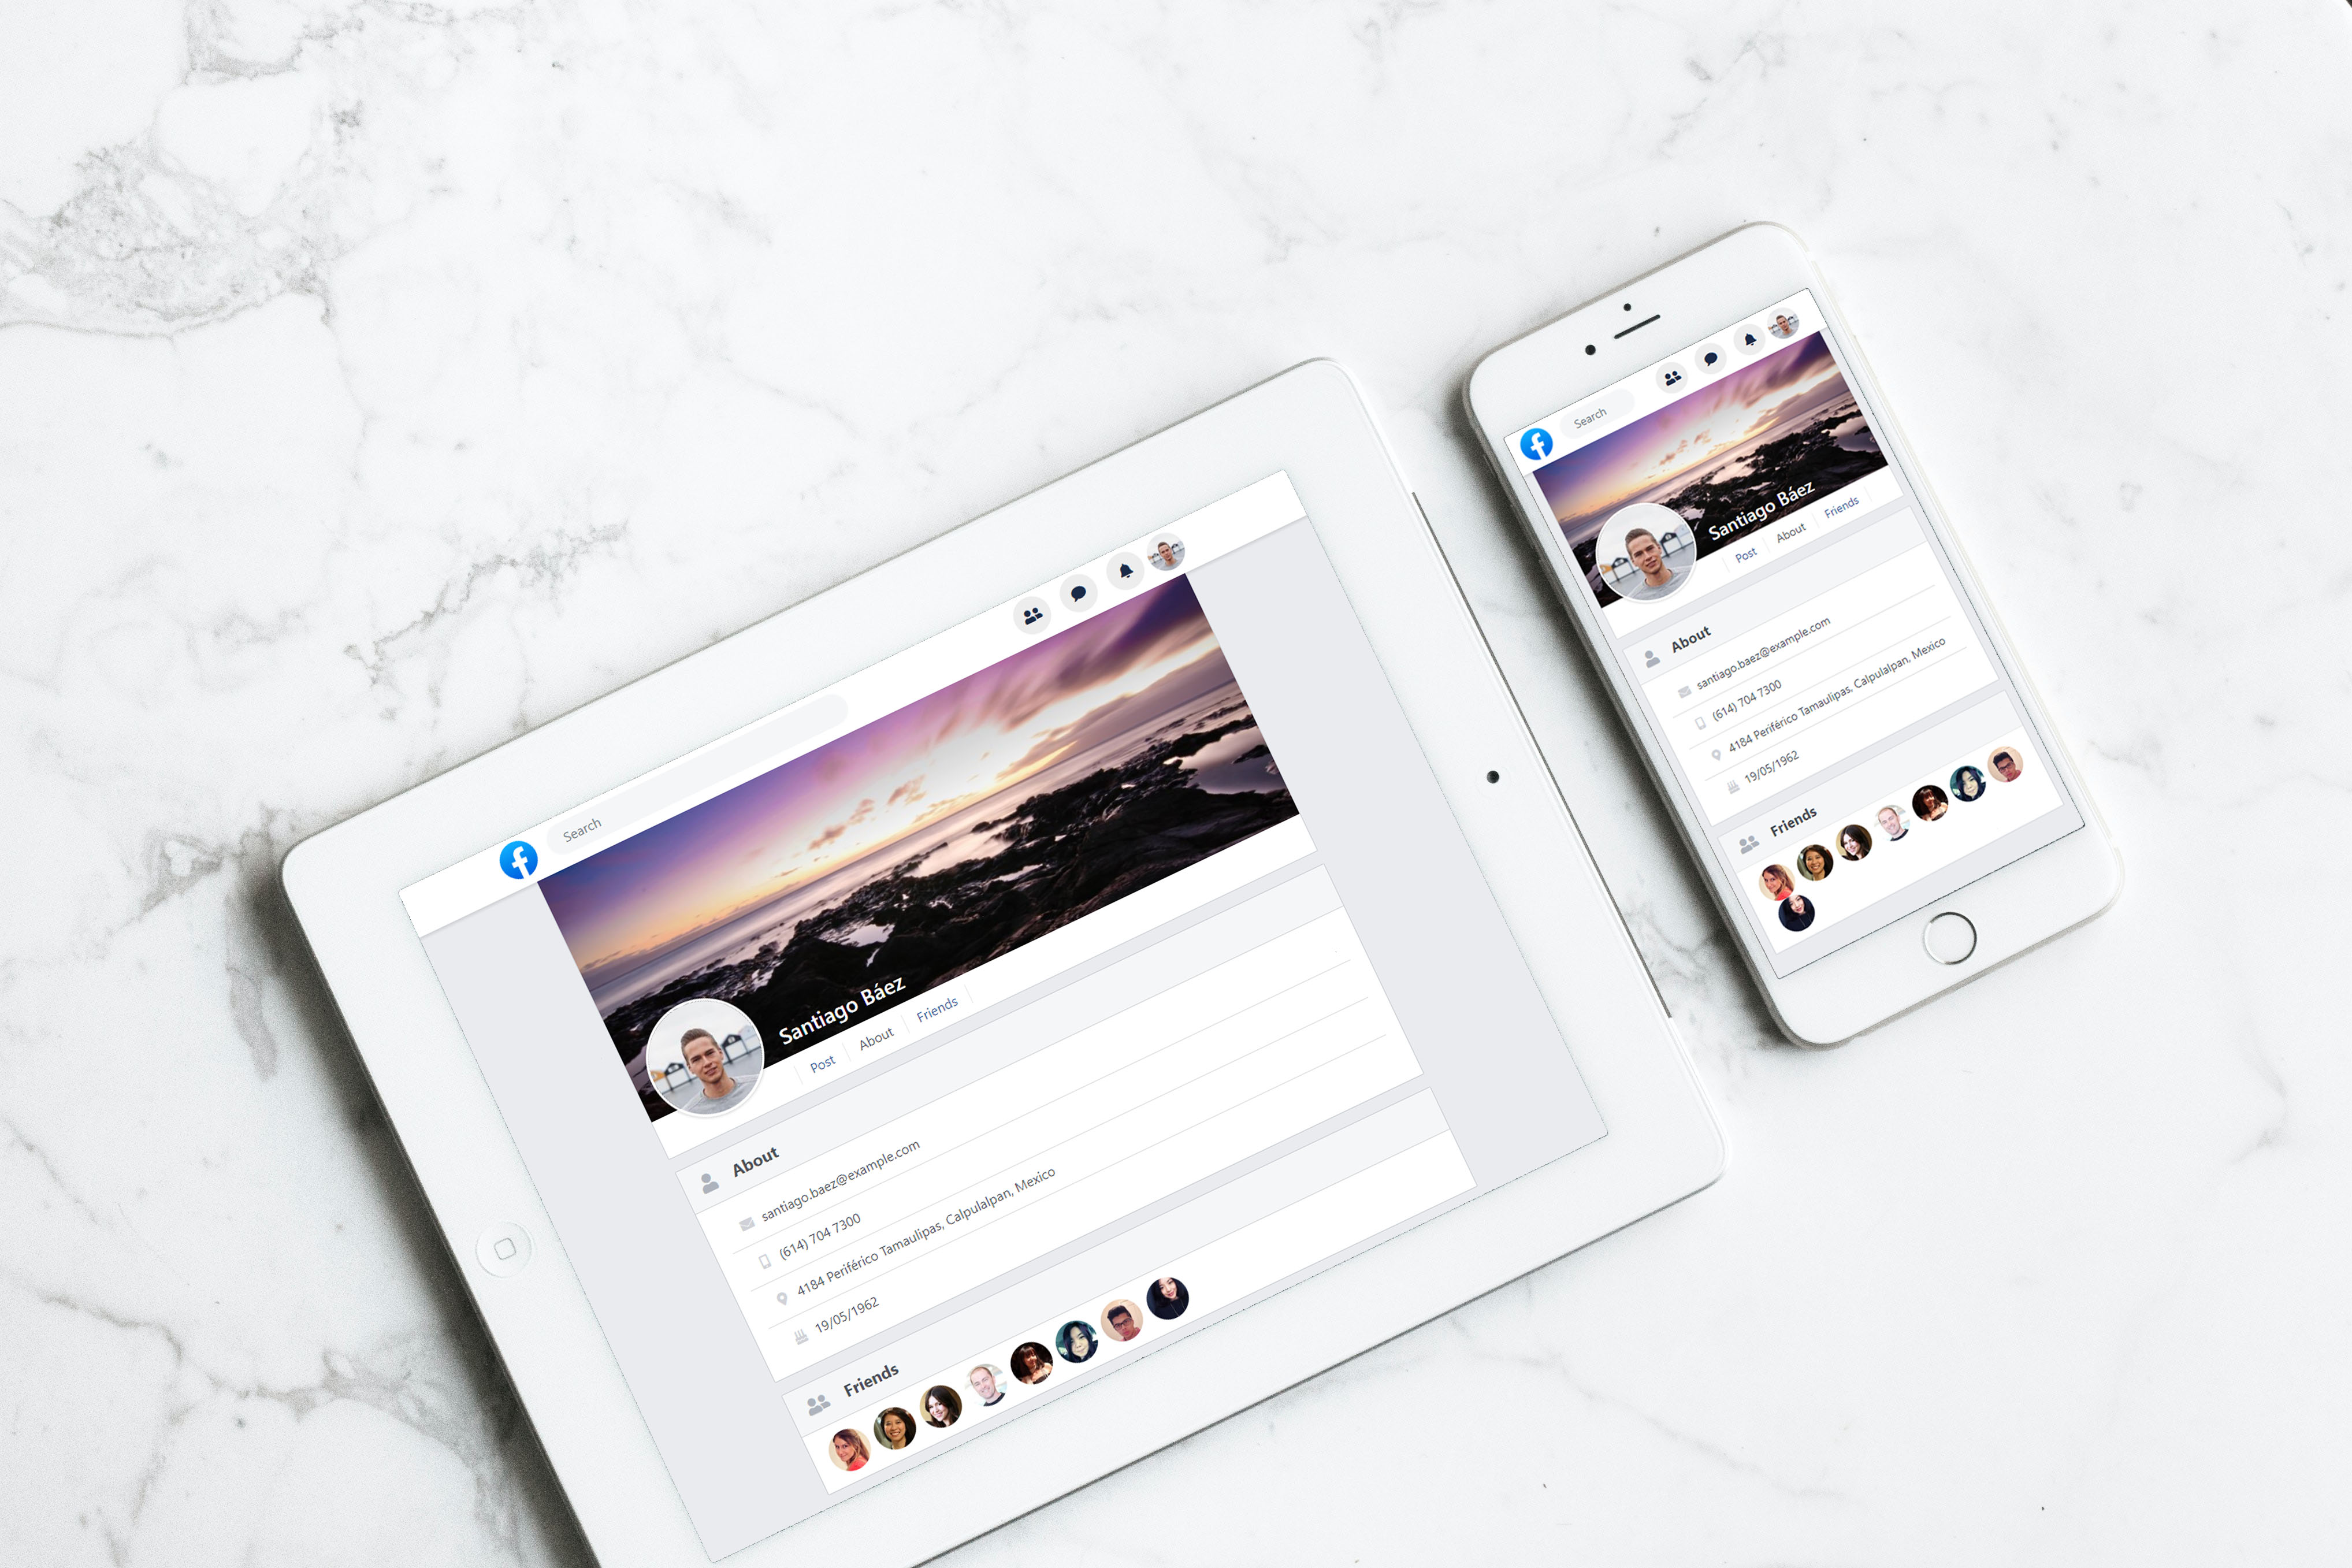 Search
Santiago Báez
Post
About
Friends
About
santiago.baez@example.com
(614) 704 7300
4184 Periférico Tamaulipas, Calpulalpan, Mexico
19/05/1962
Friends
Search
Santiago Báez
Post
About
Friends
About
santiago.baez@example.com
(614) 704 7300
4184 Periférico Tamaulipas, Calpulalpan, Mexico
19/05/1962
Friends